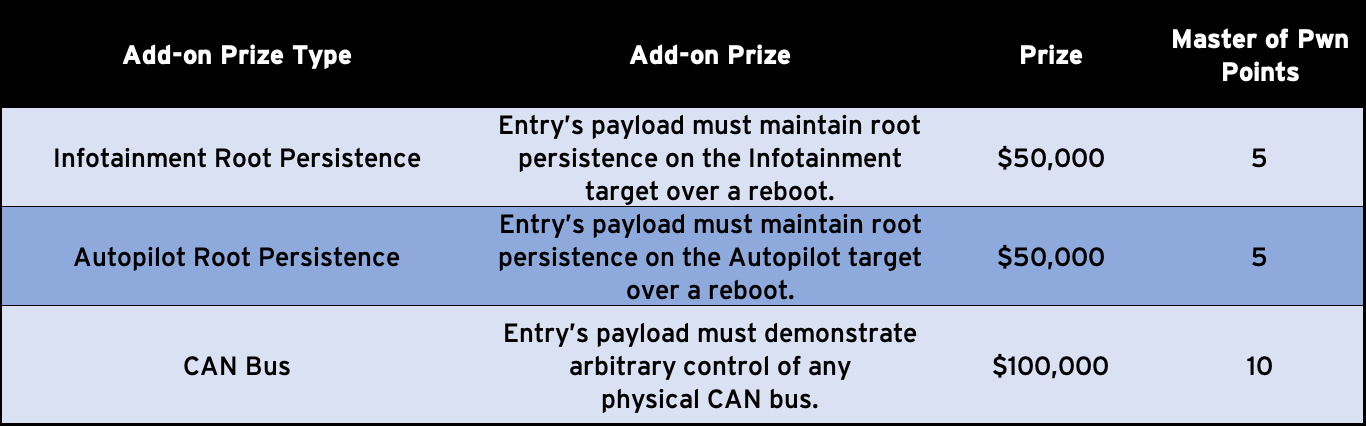 Add-on Prize Type
Add-on Prize
Prize
Master of Pwn
Points
Infotainment Root Persistence
Entry's payload must maintain root
persistence on the Infotainment
target over a reboot.
$50,000
5
Autopilot Root Persistence
Entry's payload must maintain root
persistence on the Autopilot target
over a reboot.
$50,000
5
CAN Bus
Entry's payload must demonstrate
arbitrary control of any
physical CAN bus.
$100,000
10